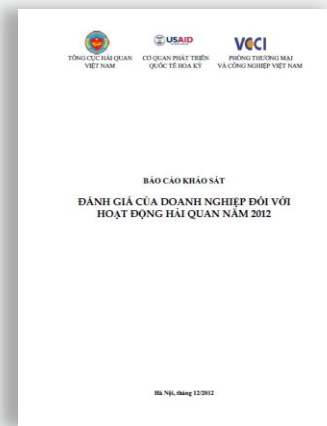 USAID
VCCI
TỔNG CỤC HẢI QUAN
VIỆT NAM
CƠ QUAN PHÁT TRIỂN
QUỐC TẾ HOA KỲ
PHÒNG THƯƠNG MẠI
VÀ CÔNG NGHIỆP VIỆT NAM
BÁO CÁO KHẢO SÁT
ĐÁNH GIÁ CỦA DOANH NGHIỆP ĐỐI VỚI
HOẠT ĐỘNG HẢI QUAN NĂM 2012
Hà Nội, tháng 12/2012